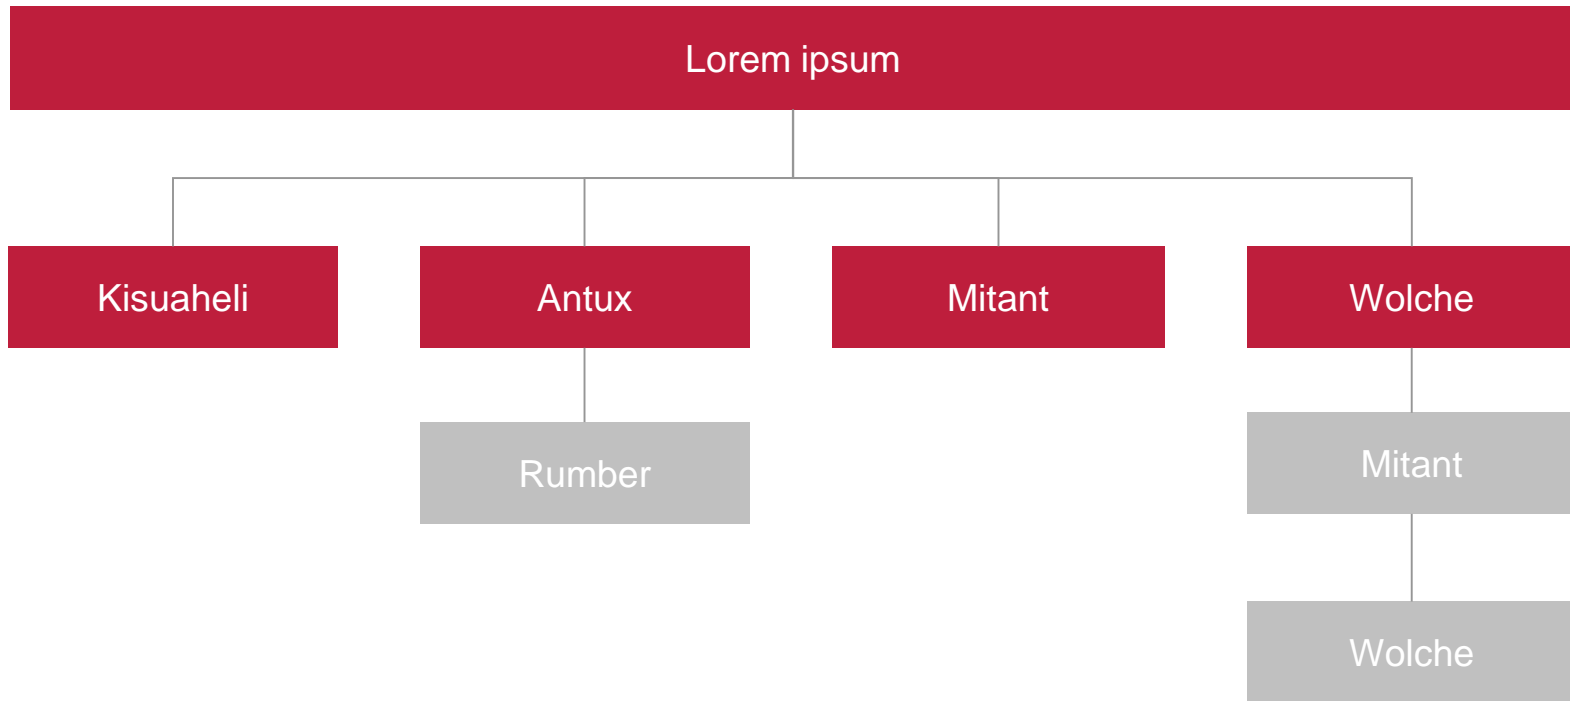 Lorem ipsum
Kisuaheli
Antux
Mitant
Wolche
Rumber
Mitant
Wolche